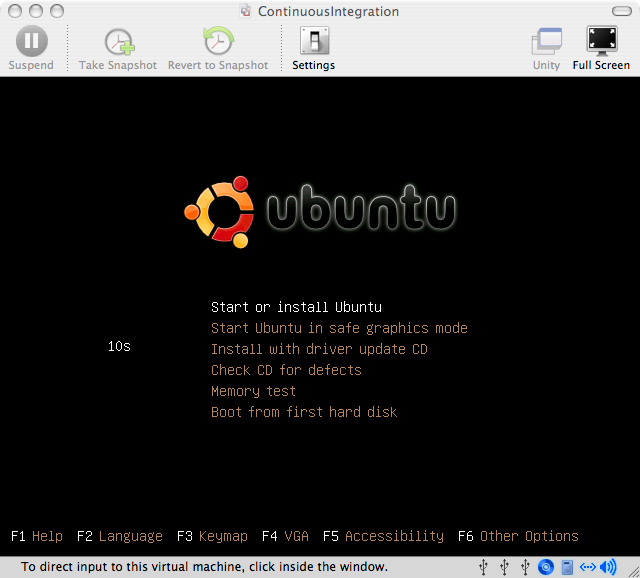 ContinuousIntegration
Suspend Take Snapshot Revert to Snapshot Settings Unity Full Screen
ubuntu
Start or install Ubuntu
Start Ubuntu in safe graphics mode
10s
Install with driver update CD
Check CD for defects
Memory test
Boot from first hard disk
F1 Help F2 Language F3 Keymap F4 VGA F5 Accessibility F6 Other Options
To direct input to this virtual machine, click inside the window.